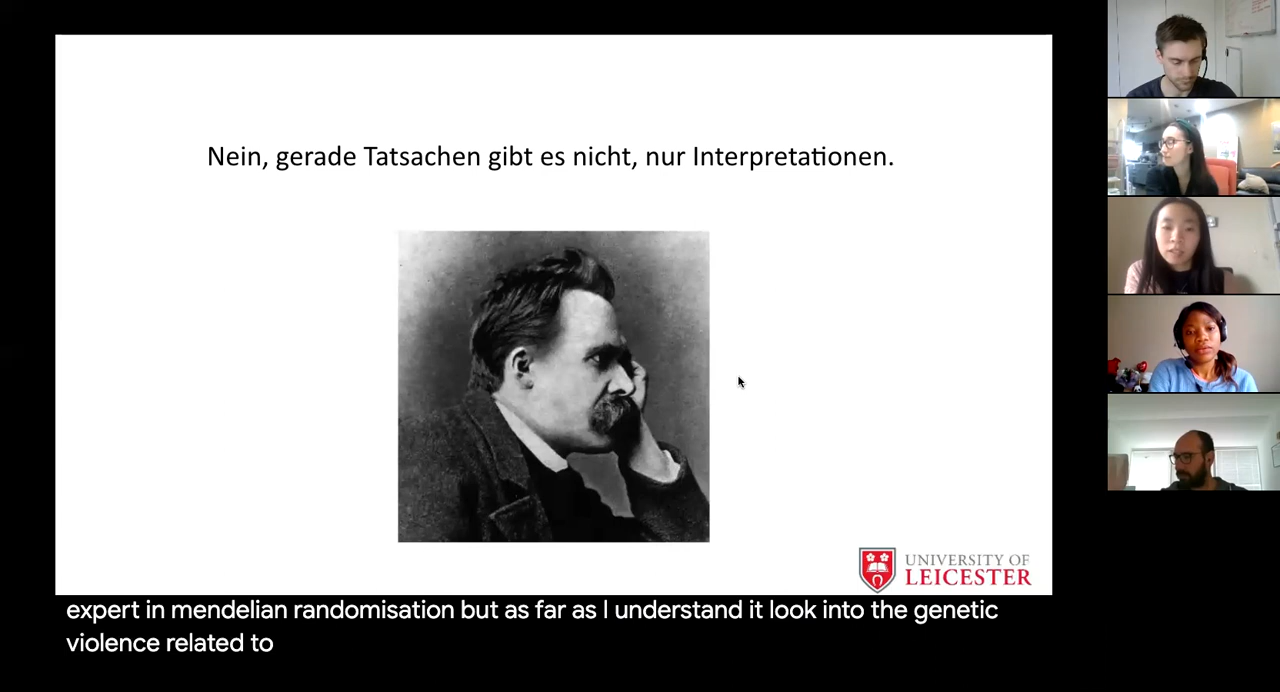 Nein, gerade Tatsachen gibt es nicht, nur Interpretationen.
UNIVERSITY OF
LEICESTER
expert in mendelian randomisation but as far as I understand it look into the genetic
violence related to